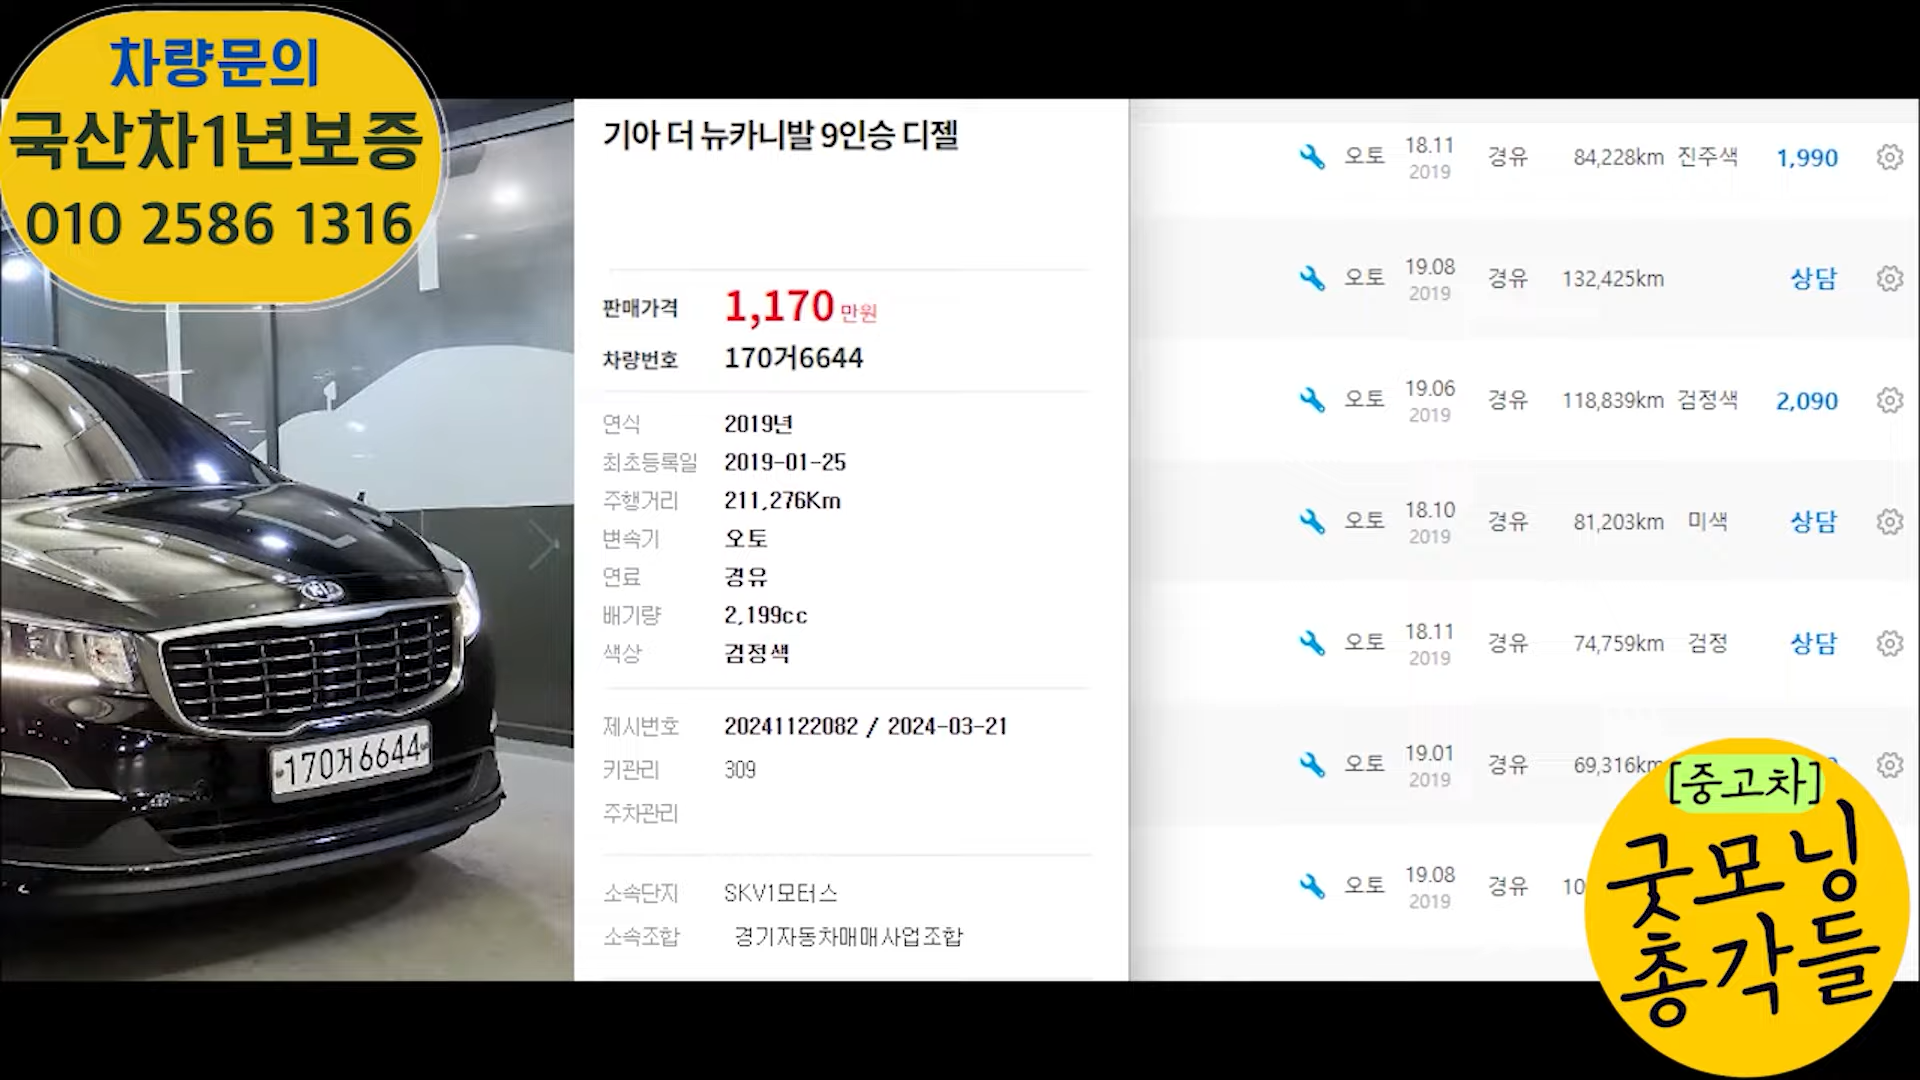 차량문의
국산차1년보증
010 2586 1316
170거6644
기아 더 뉴카니발 9인승 디젤
판매가격 1,170 만원
차량번호 170거6644
연식 2019년
최초등록일 2019-01-25
주행거리 211,276Km
변속기 오토
연료 경유
배기량 2,199cc
색상 검정색
제시번호 20241122082 / 2024-03-21
키관리 309
주차관리
소속단지 SKV1모터스
소속조합 경기자동차매매사업조합
오토 18.11 2019 경유 84,228km 진주색 1,990
오토 19.08 2019 경유 132,425km 상담
오토 19.06 2019 경유 118,839km 검정색 2,090
오토 18.10 2019 경유 81,203km 미색 상담
오토 18.11 2019 경유 74,759km 검정 상담
오토 19.01 2019 경유 69,316km
오토 19.08 2019 경유 10
[중고차]
굿모닝
총각들